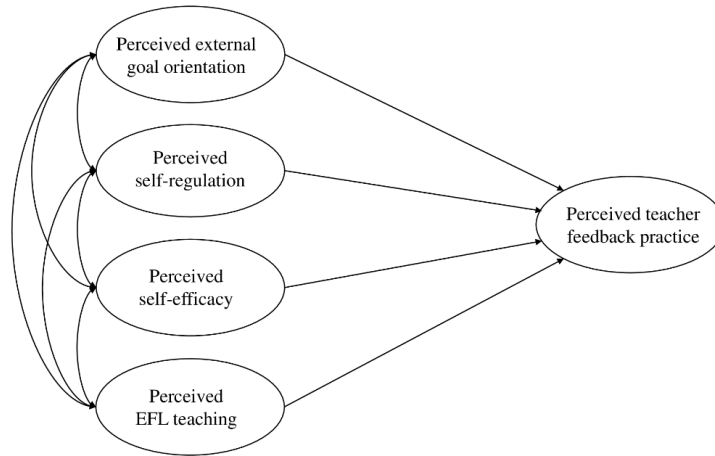 Perceived external
goal orientation
Perceived
self-regulation
Perceived teacher
feedback practice
Perceived
self-efficacy
Perceived
EFL teaching